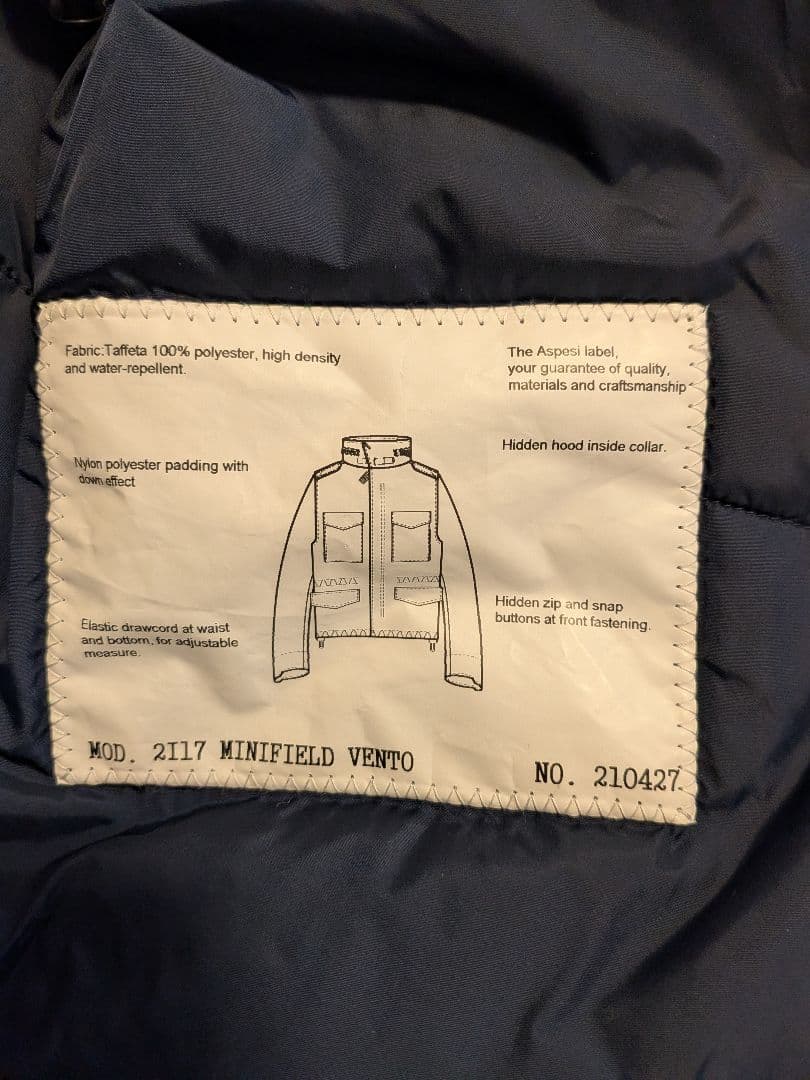 Fabric:Taffeta 100% polyester, high density
and water-repellent.
The Aspesi label,
your guarantee of quality,
materials and craftsmanship
Nylon polyester padding with
down effect
Hidden hood inside collar.
Elastic drawcord at waist
and bottom, for adjustable
measure.
Hidden zip and snap
buttons at front fastening.
MOD. 2I17 MINIFIELD VENTO
NO. 210427